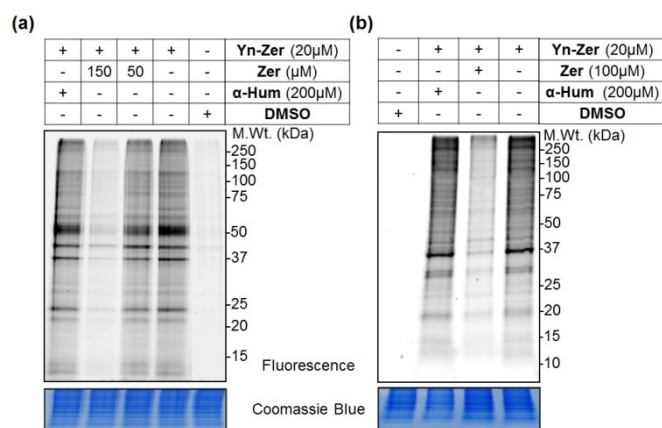 (a)
+ + + + - Yn-Zer (20µM)
- 150 50 - - Zer (µM)
+ - - - - α-Hum (200µM)
- - - - + DMSO
M.Wt. (kDa)
-250
-150
-100
-75
-50
-37
-25
-20
-15
Fluorescence
Coomassie Blue
(b)
- + + + Yn-Zer (20µM)
- - + - Zer (100µM)
- + - - α-Hum (200µM)
+ - - - DMSO
M.Wt. (kDa)
-250
-150
-100
-75
-50
-37
-25
-20
-15
-10